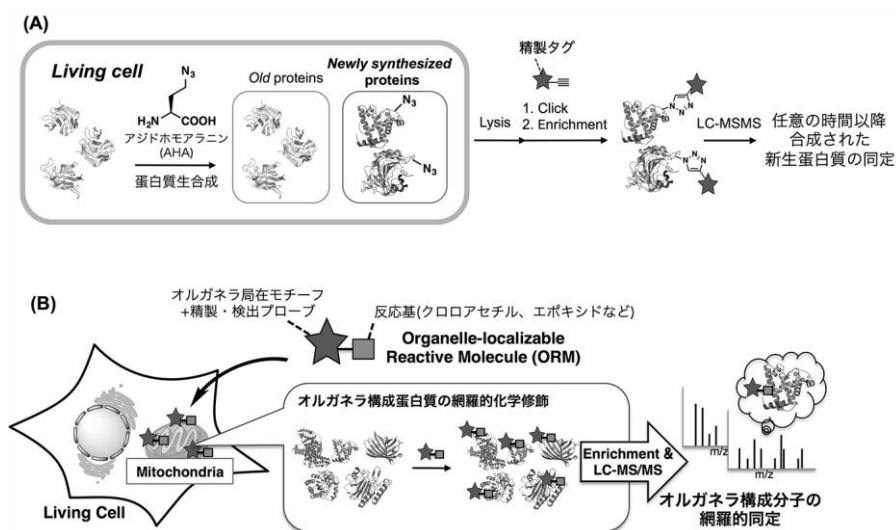 (A)
Living cell
N3
H2N
COOH
アジドホモアラニン
(AHA)
蛋白質生合成
Old proteins
Newly synthesized
proteins
N3
N3
精製タグ
Lysis
1. Click
2. Enrichment
N=N
N
N=N
N
LC-MSMS
任意の時間以降
合成された
新生蛋白質の同定
(B)
オルガネラ局在モチーフ
+精製・検出プローブ
反応基(クロロアセチル、エポキシドなど)
Organelle-localizable
Reactive Molecule (ORM)
オルガネラ構成蛋白質の網羅的化学修飾
Mitochondria
Living Cell
Enrichment &
LC-MS/MS
m/z
m/z
オルガネラ構成分子の
網羅的同定